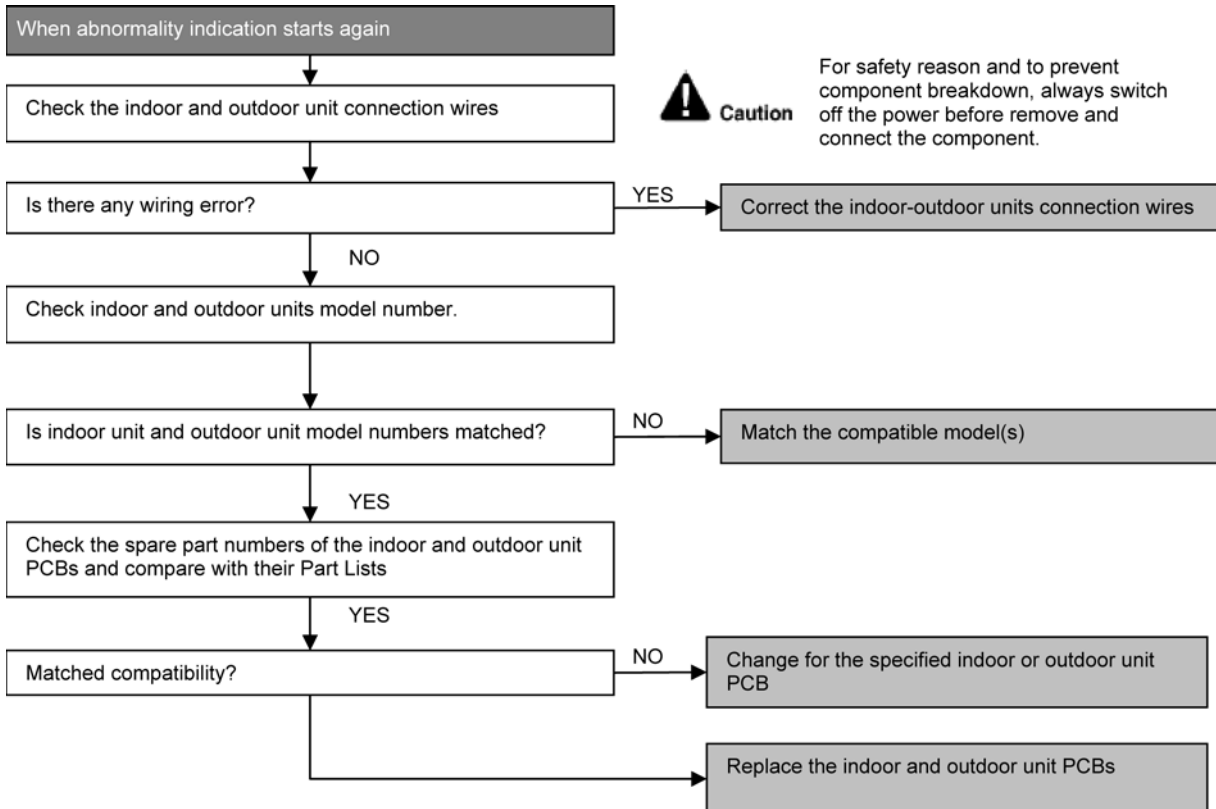 When abnormality indication starts again
Check the indoor and outdoor unit connection wires
Caution
For safety reason and to prevent
component breakdown, always switch
off the power before remove and
connect the component.
Is there any wiring error?
YES
Correct the indoor-outdoor units connection wires
NO
Check indoor and outdoor units model number.
Is indoor unit and outdoor unit model numbers matched?
NO
Match the compatible model(s)
YES
Check the spare part numbers of the indoor and outdoor unit
PCBs and compare with their Part Lists
YES
Matched compatibility?
NO
Change for the specified indoor or outdoor unit
PCB
Replace the indoor and outdoor unit PCBs